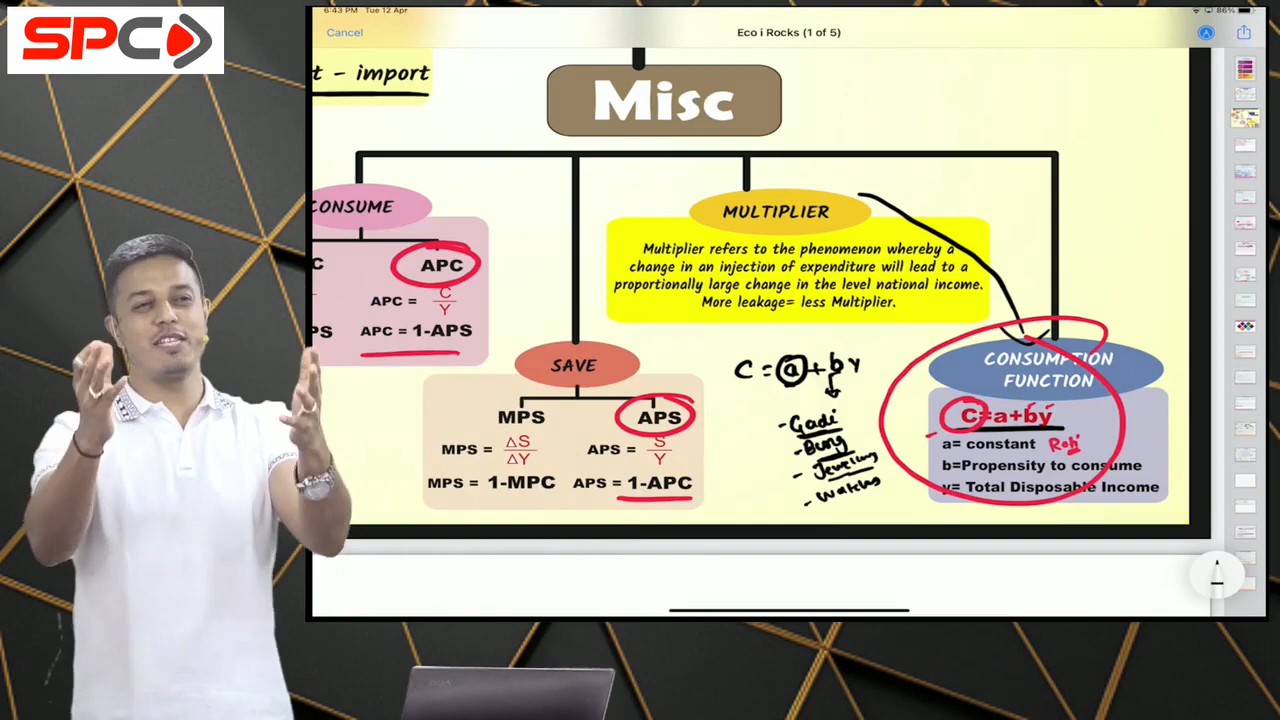 SPC
6:43 PM Tue 12 Apr
86%
Cancel
Eco i Rocks (1 of 5)
t - import
Misc
CONSUME
C
APC
APC = C/Y
PS
APC = 1-APS
SAVE
MPS
APS
MPS = ΔS/ΔY
APS = S/Y
MPS = 1-MPC
APS = 1-APC
MULTIPLIER
Multiplier refers to the phenomenon whereby a
change in an injection of expenditure will lead to a
proportionally large change in the level national income.
More leakage= less Multiplier.
C = a + by
- Gadi
- Jewellry
- Watches
CONSUMPTION
FUNCTION
C=a+by
a= constant
Roti
b=Propensity to consume
y= Total Disposable Income